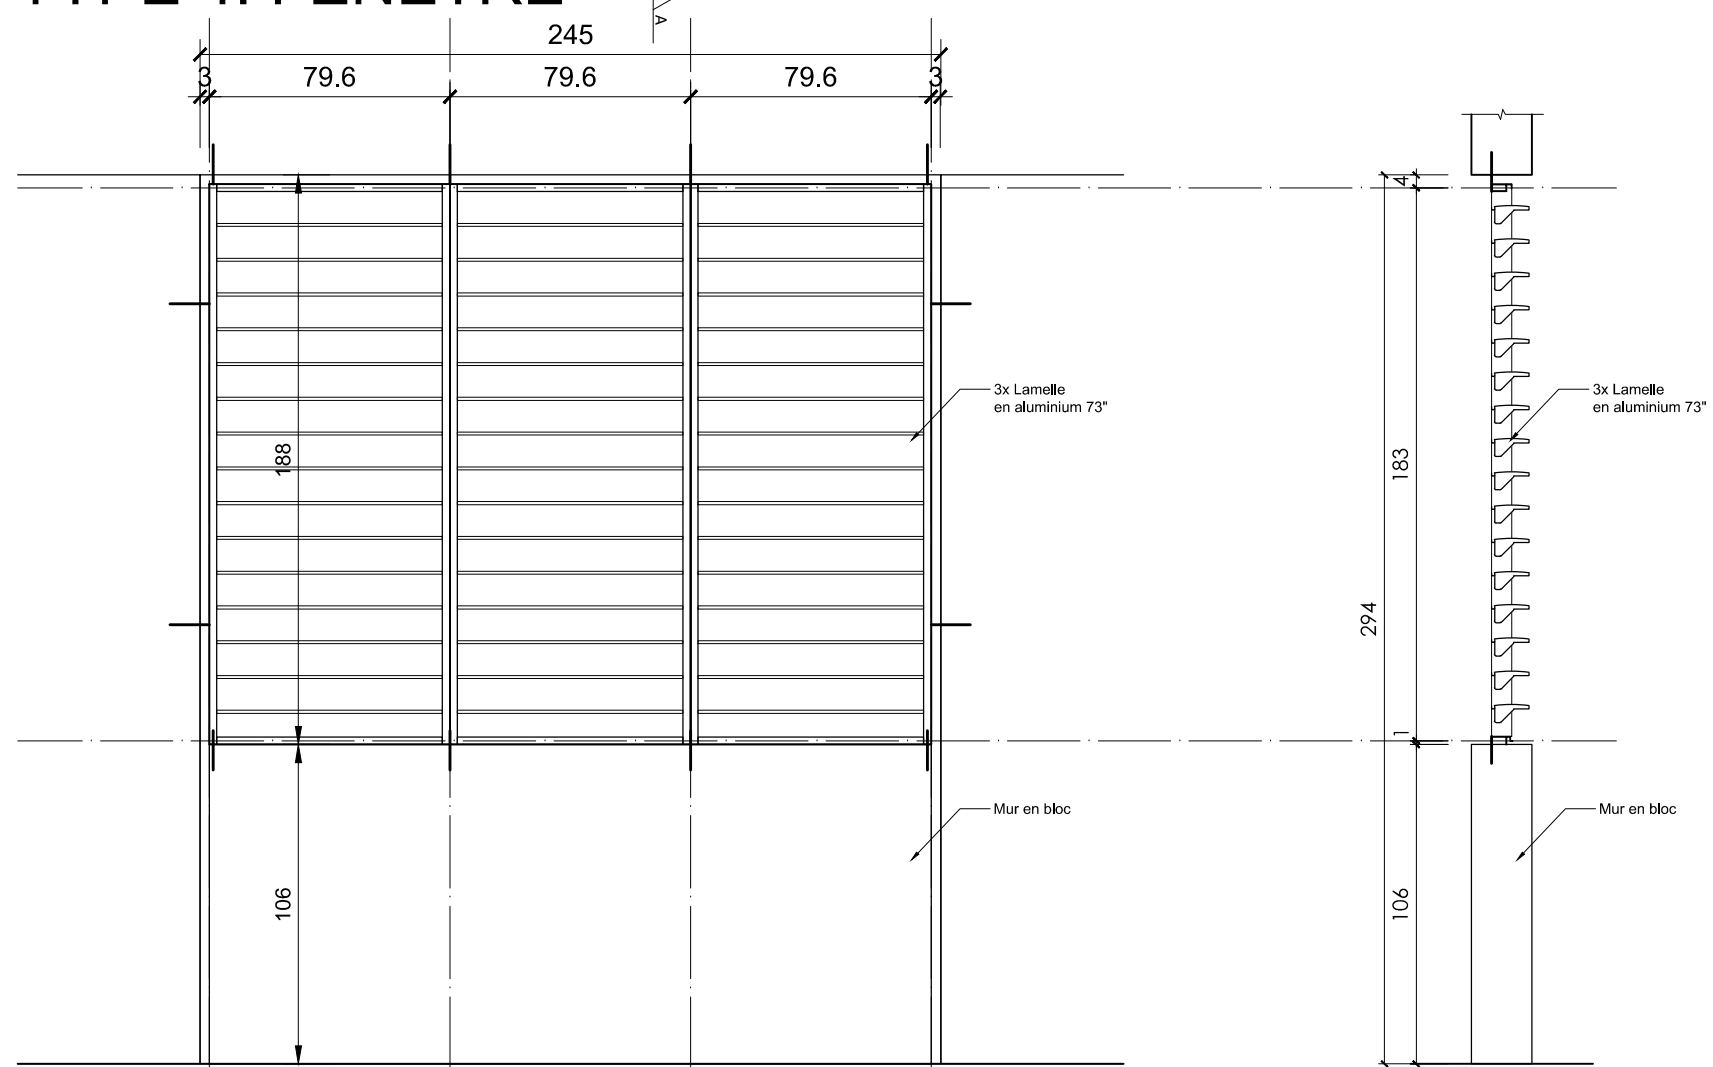 A
245
3 79.6 79.6 79.6 3
4
3x Lamelle
en aluminium 73"
3x Lamelle
en aluminium 73"
188
183
294
1
Mur en bloc
Mur en bloc
106
106